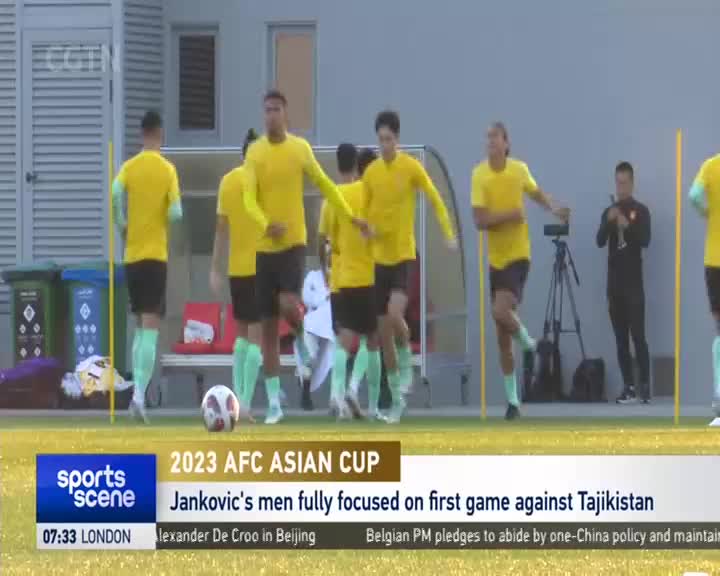 CGTN
2023 AFC ASIAN CUP
sports
scene
Jankovic's men fully focused on first game against Tajikistan
07:33 LONDON
Alexander De Croo in Beijing Belgian PM pledges to abide by one-China policy and maintain